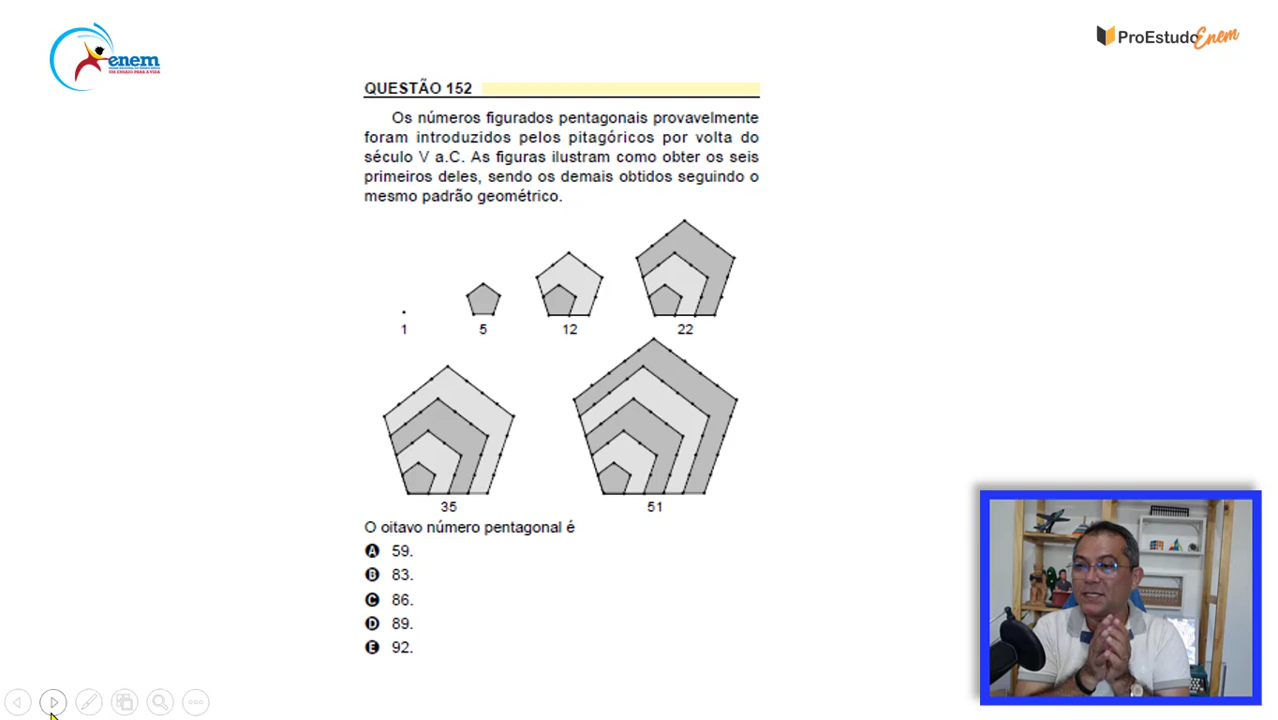 enem
ProEstudoEnem
QUESTÃO 152
Os números figurados pentagonais provavelmente
foram introduzidos pelos pitagóricos por volta do
século V a.C. As figuras ilustram como obter os seis
primeiros deles, sendo os demais obtidos seguindo o
mesmo padrão geométrico.
1 5 12 22
35 51
O oitavo número pentagonal é
A 59.
B 83.
C 86.
D 89.
E 92.